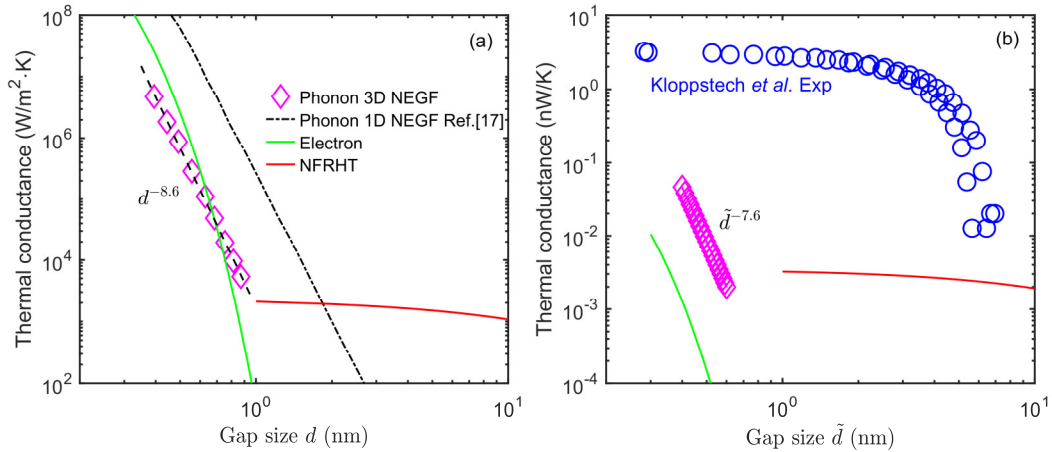 (a)
Thermal conductance (W/m²·K)
10⁸
10⁶
10⁴
10²
Phonon 3D NEGF
Phonon 1D NEGF Ref.[17]
Electron
NFRHT
d⁻⁸·⁶
10⁰
10¹
Gap size d (nm)
(b)
Thermal conductance (nW/K)
10¹
10⁰
10⁻¹
10⁻²
10⁻³
10⁻⁴
Kloppstech et al. Exp
d̃⁻⁷·⁶
10⁰
10¹
Gap size d̃ (nm)